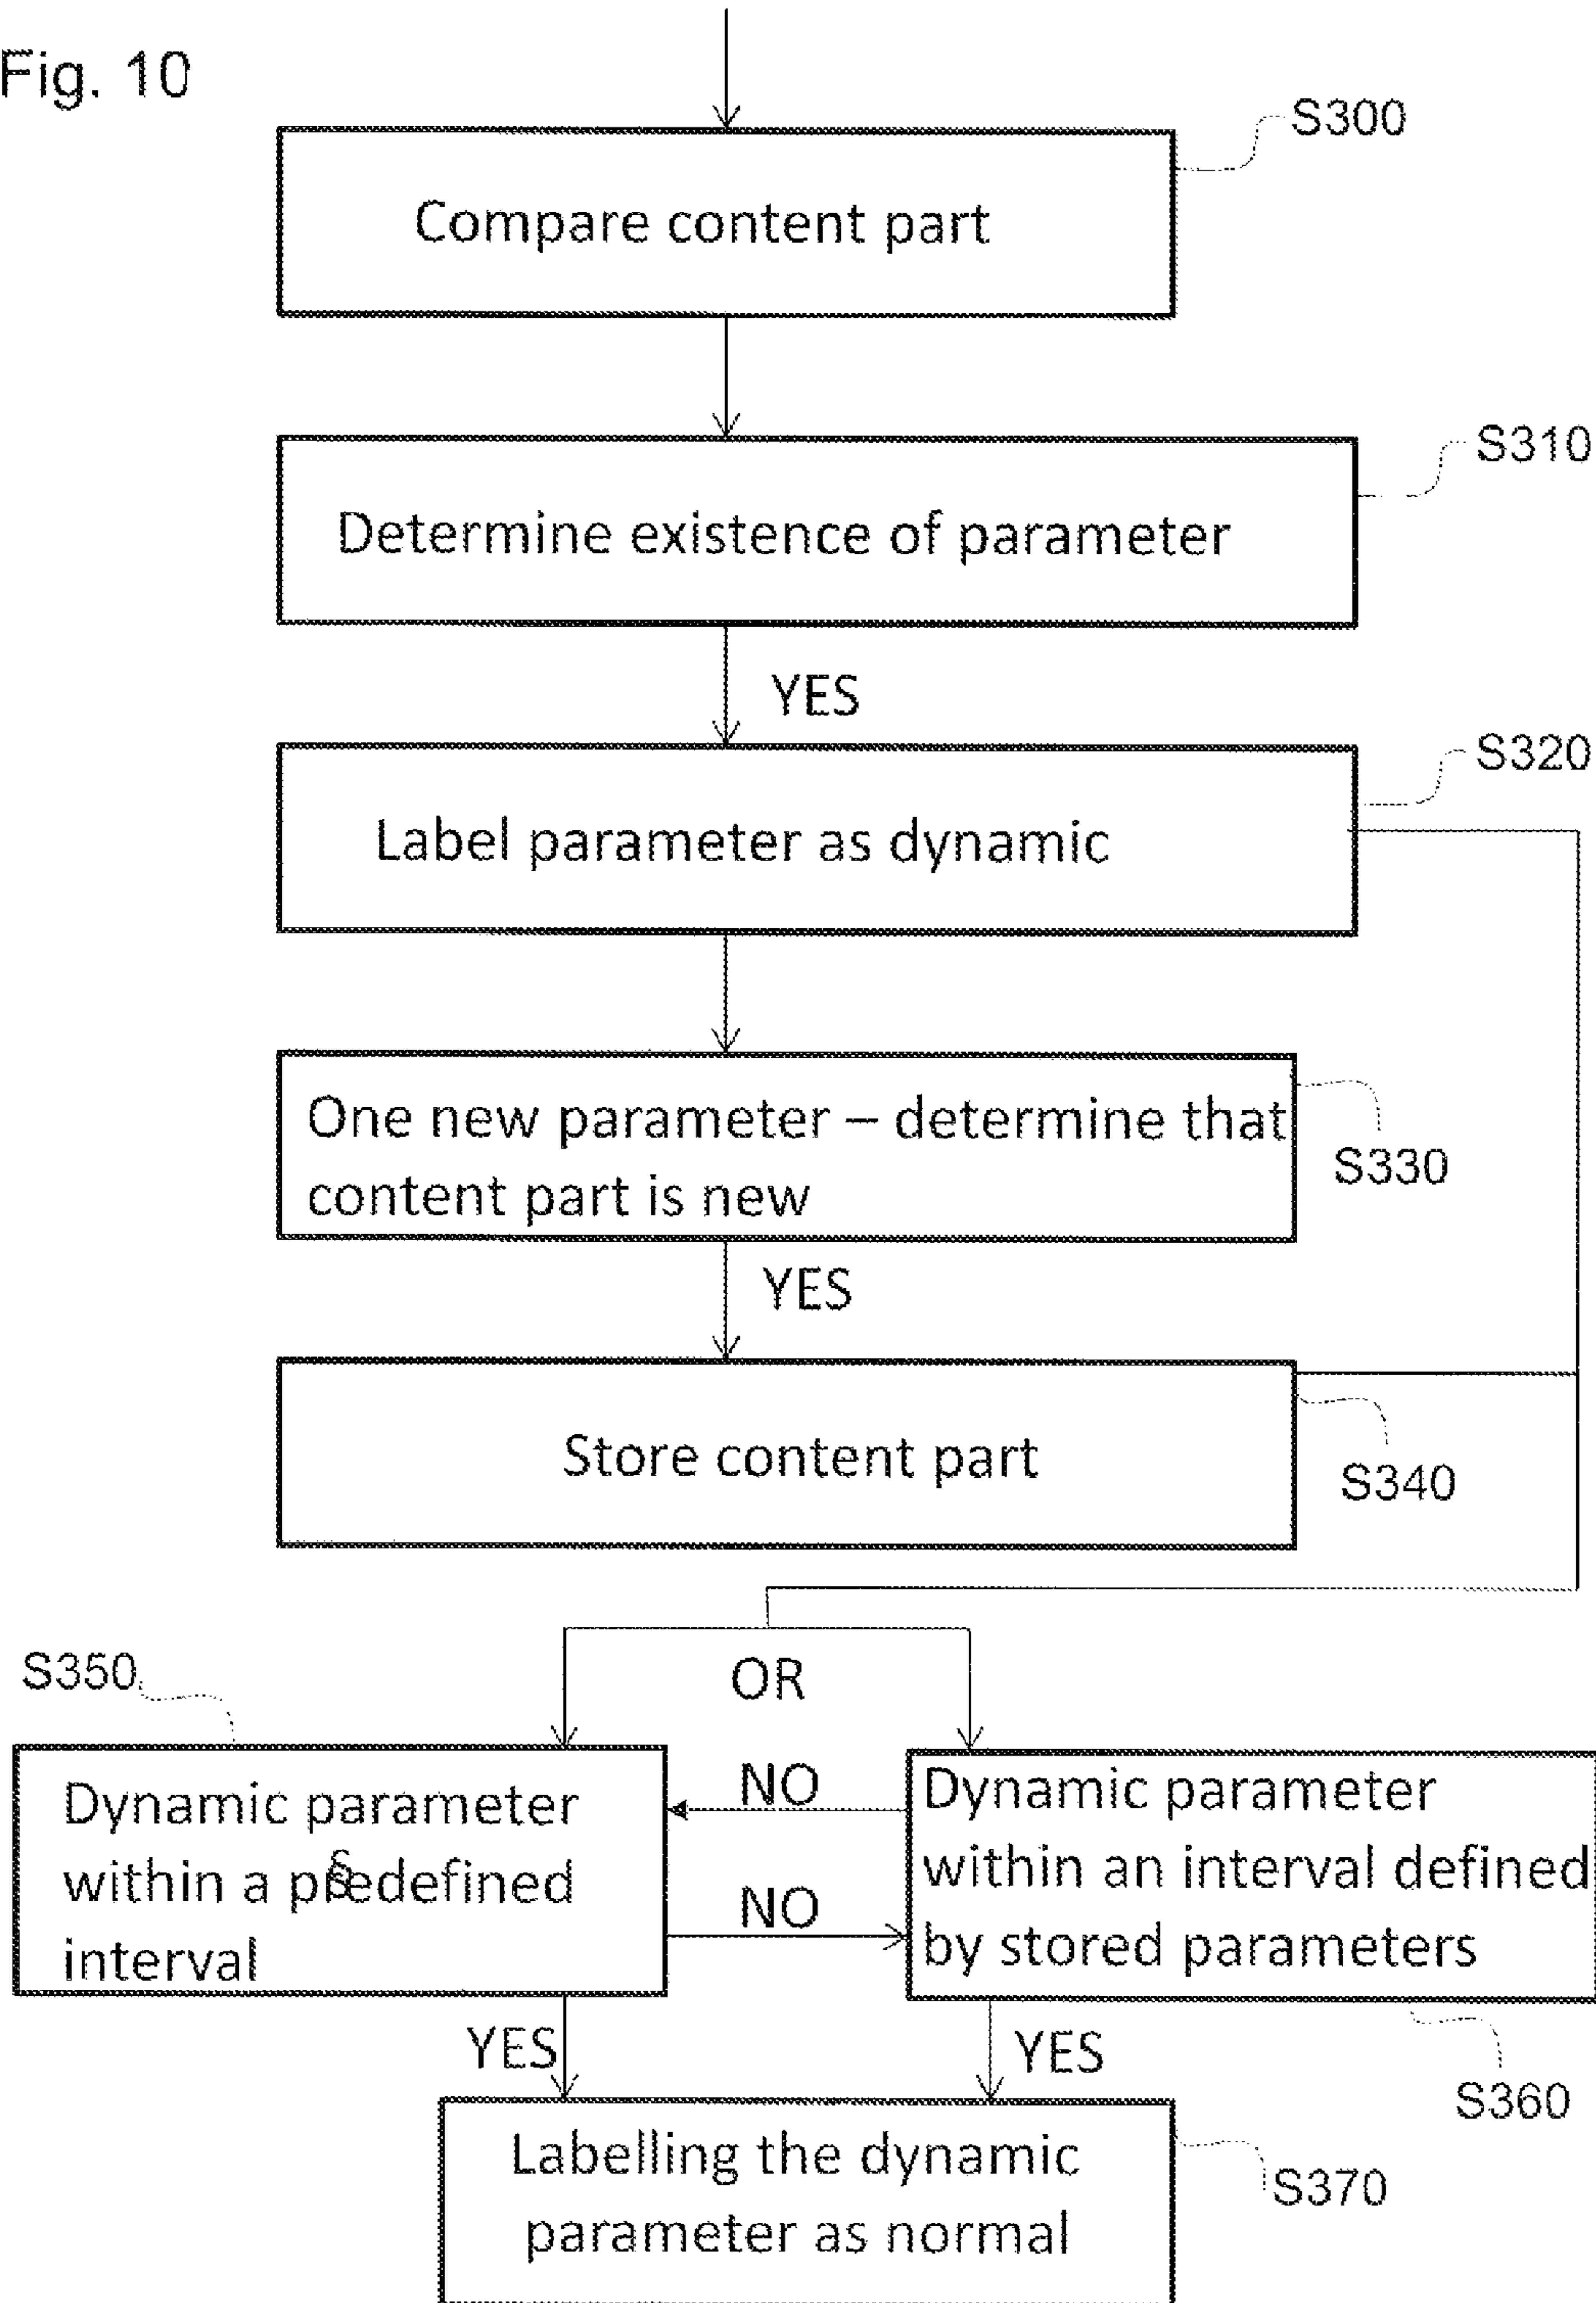 Fig. 10
S300
Compare content part
S310
Determine existence of parameter
YES
S320
Label parameter as dynamic
One new parameter – determine that
content part is new
S330
YES
Store content part
S340
S350
OR
Dynamic parameter
within a predefined
interval
§
NO
NO
Dynamic parameter
within an interval defined
by stored parameters
YES
YES
S360
Labelling the dynamic
parameter as normal
S370